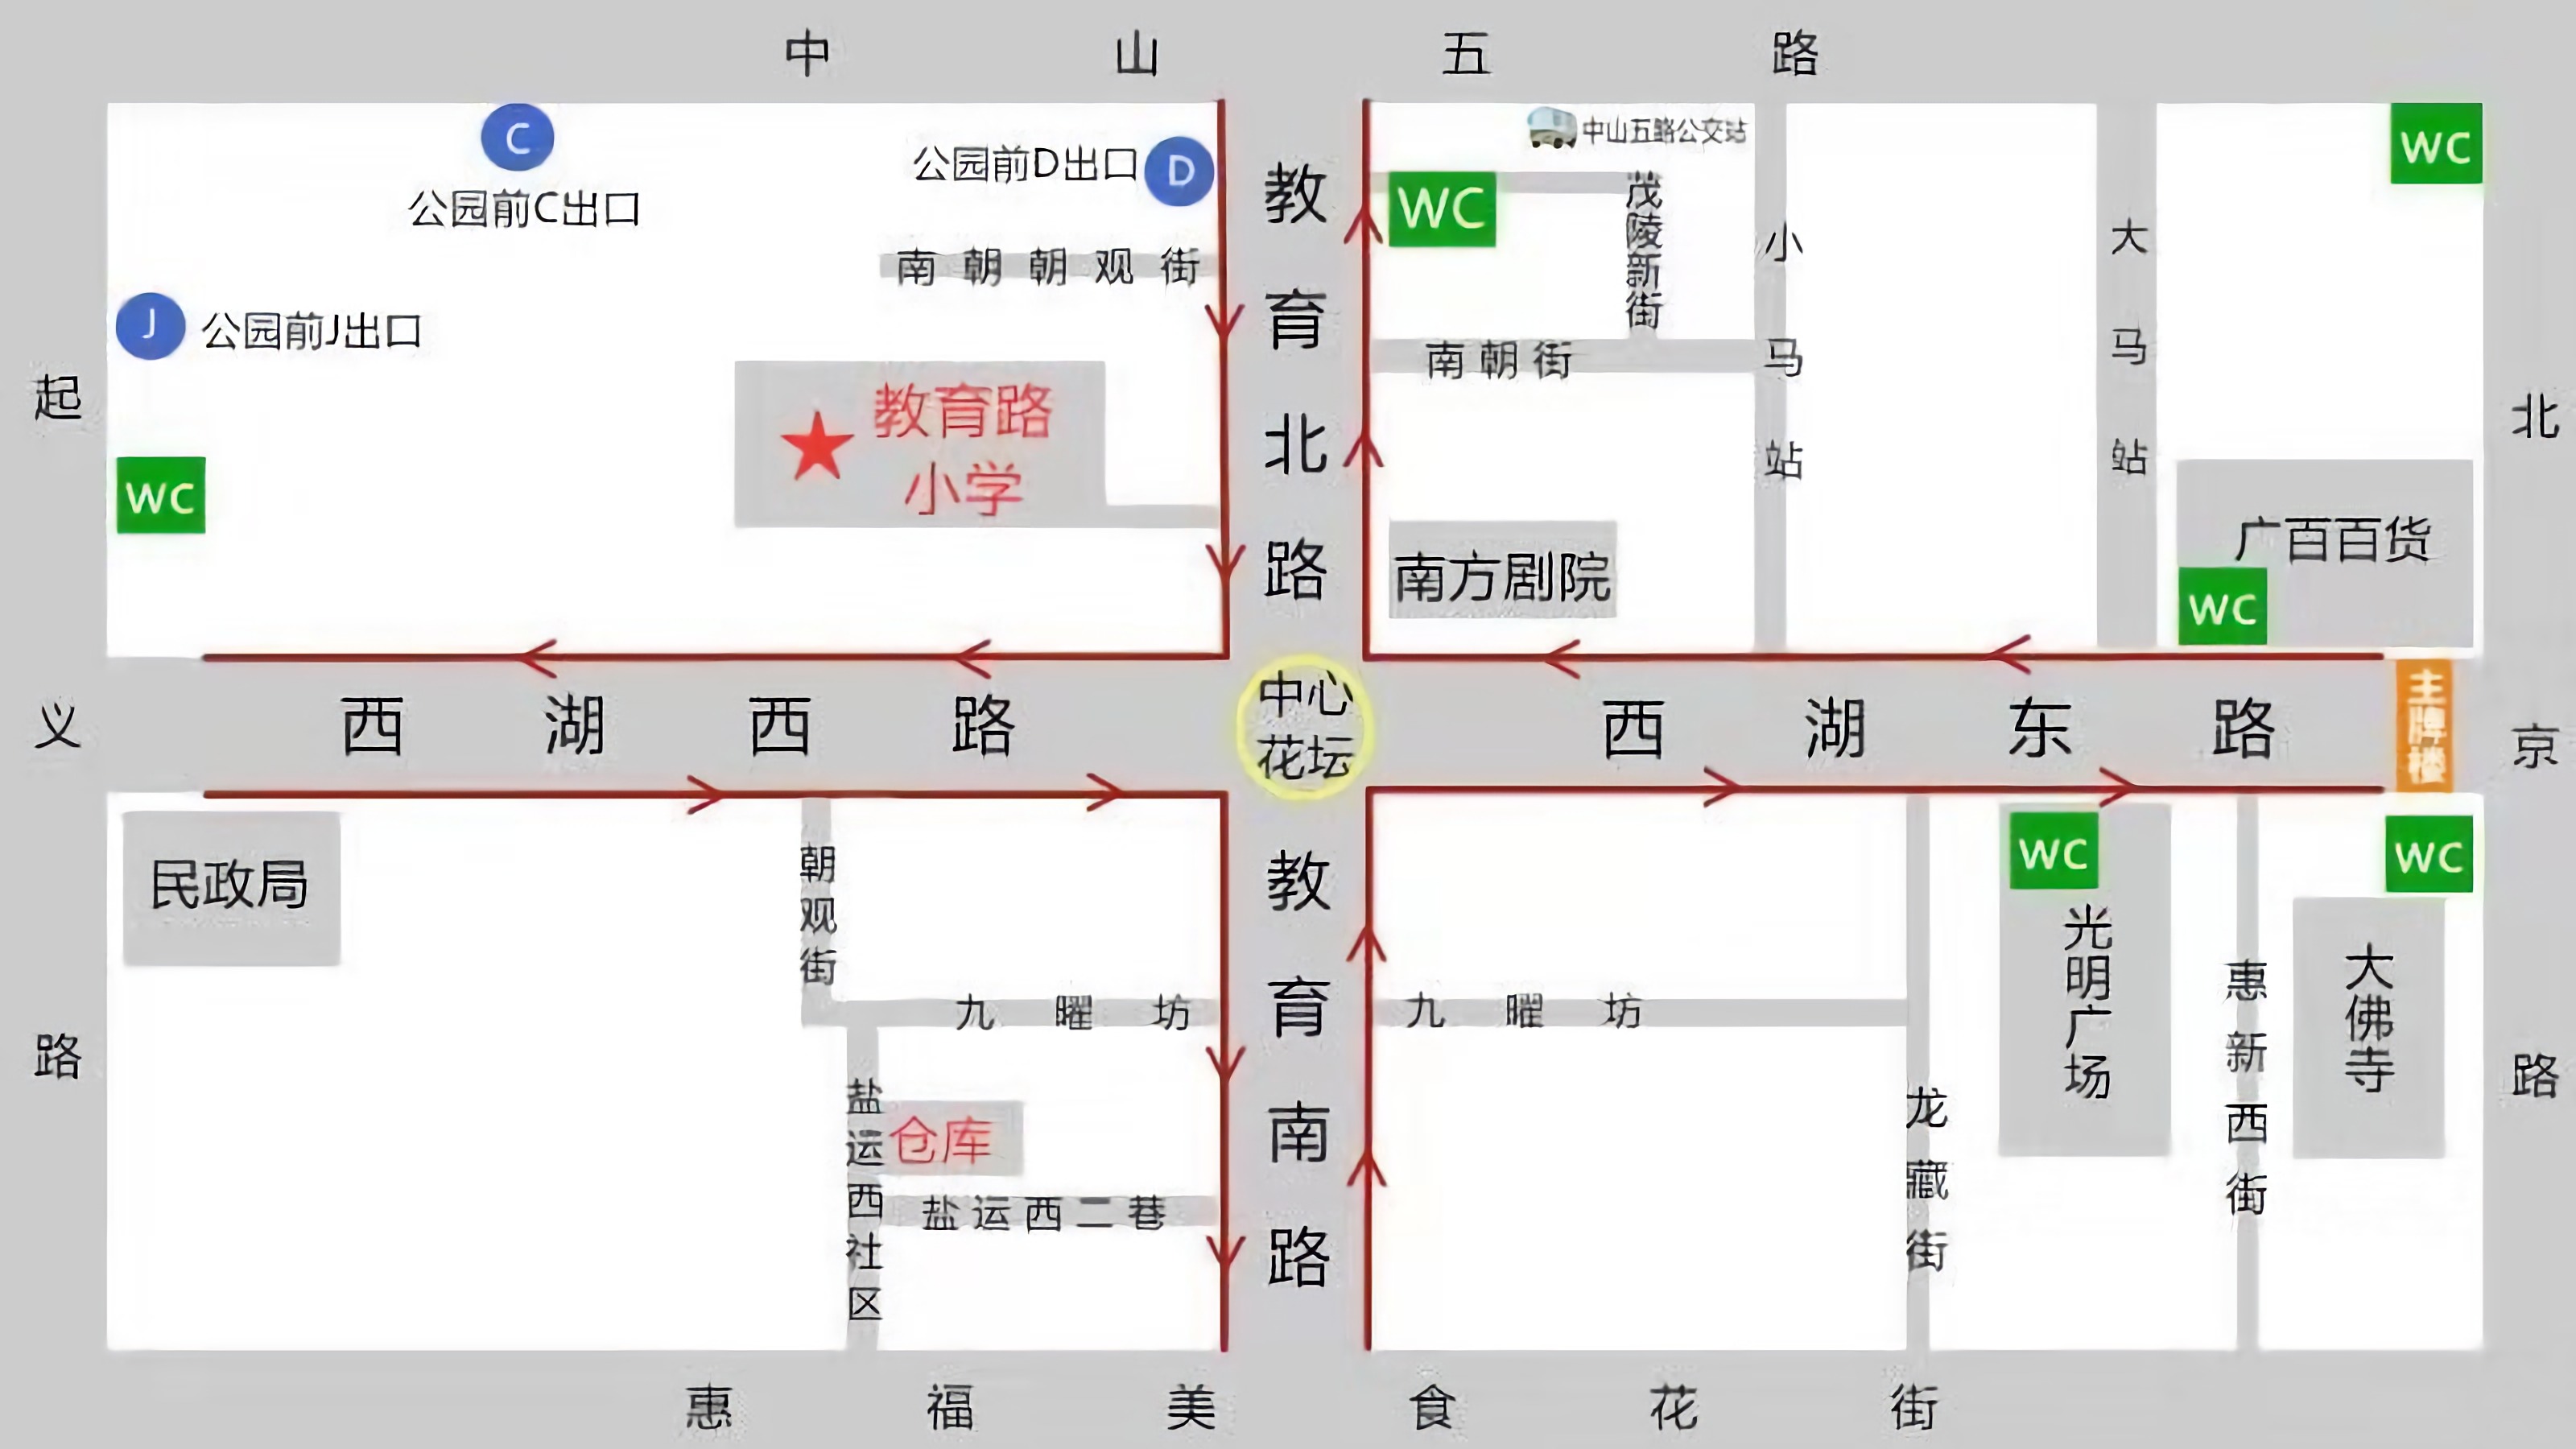 中山五路
C
公园前C出口
公园前D出口
D
中山五路公交站
WC
WC
茂陵新街
南朝朝观街
J
公园前J出口
南朝街
小马站
大马站
教育北路
起义路
北京路
教育路
小学
WC
广百百货
WC
南方剧院
西湖西路
中心
花坛
西湖东路
主牌楼
民政局
朝观街
九曜坊
九曜坊
教育南路
WC
光明广场
WC
大佛寺
惠新西街
龙藏街
盐运西社区
仓库
盐运西二巷
惠福美食花街